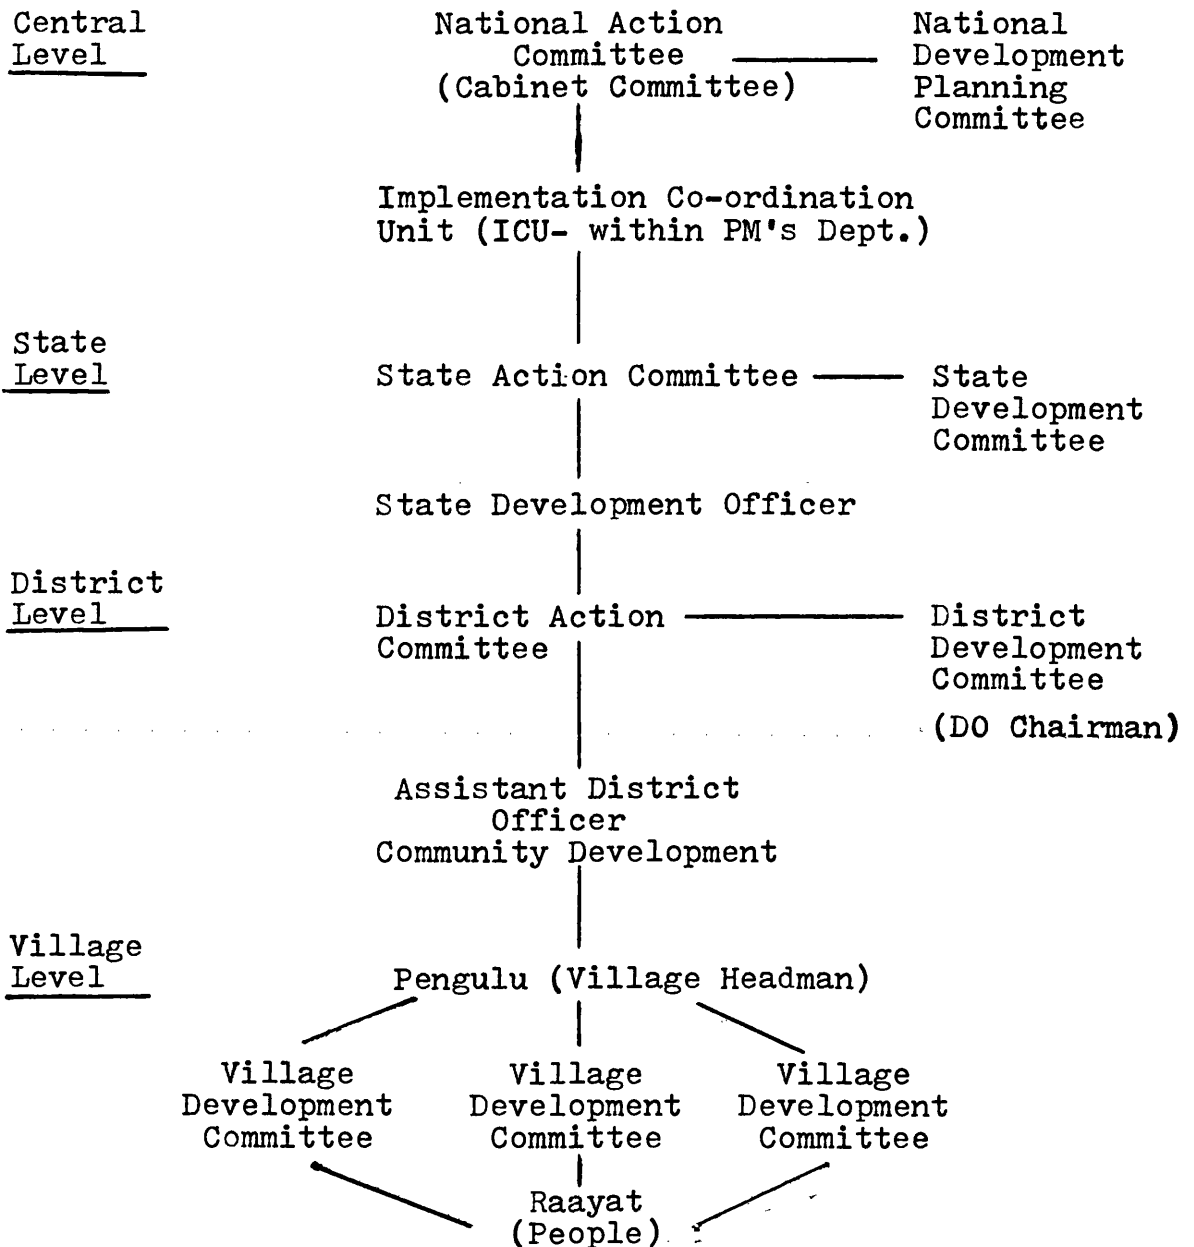 Central
Level
National Action
Committee
(Cabinet Committee)
National
Development
Planning
Committee
Implementation Co-ordination
Unit (ICU- within PM's Dept.)
State
Level
State Action Committee
State
Development
Committee
State Development Officer
District
Level
District Action
Committee
District
Development
Committee
(DO Chairman)
Assistant District
Officer
Community Development
Village
Level
Pengulu (Village Headman)
Village
Development
Committee
Village
Development
Committee
Village
Development
Committee
Raayat
(People)